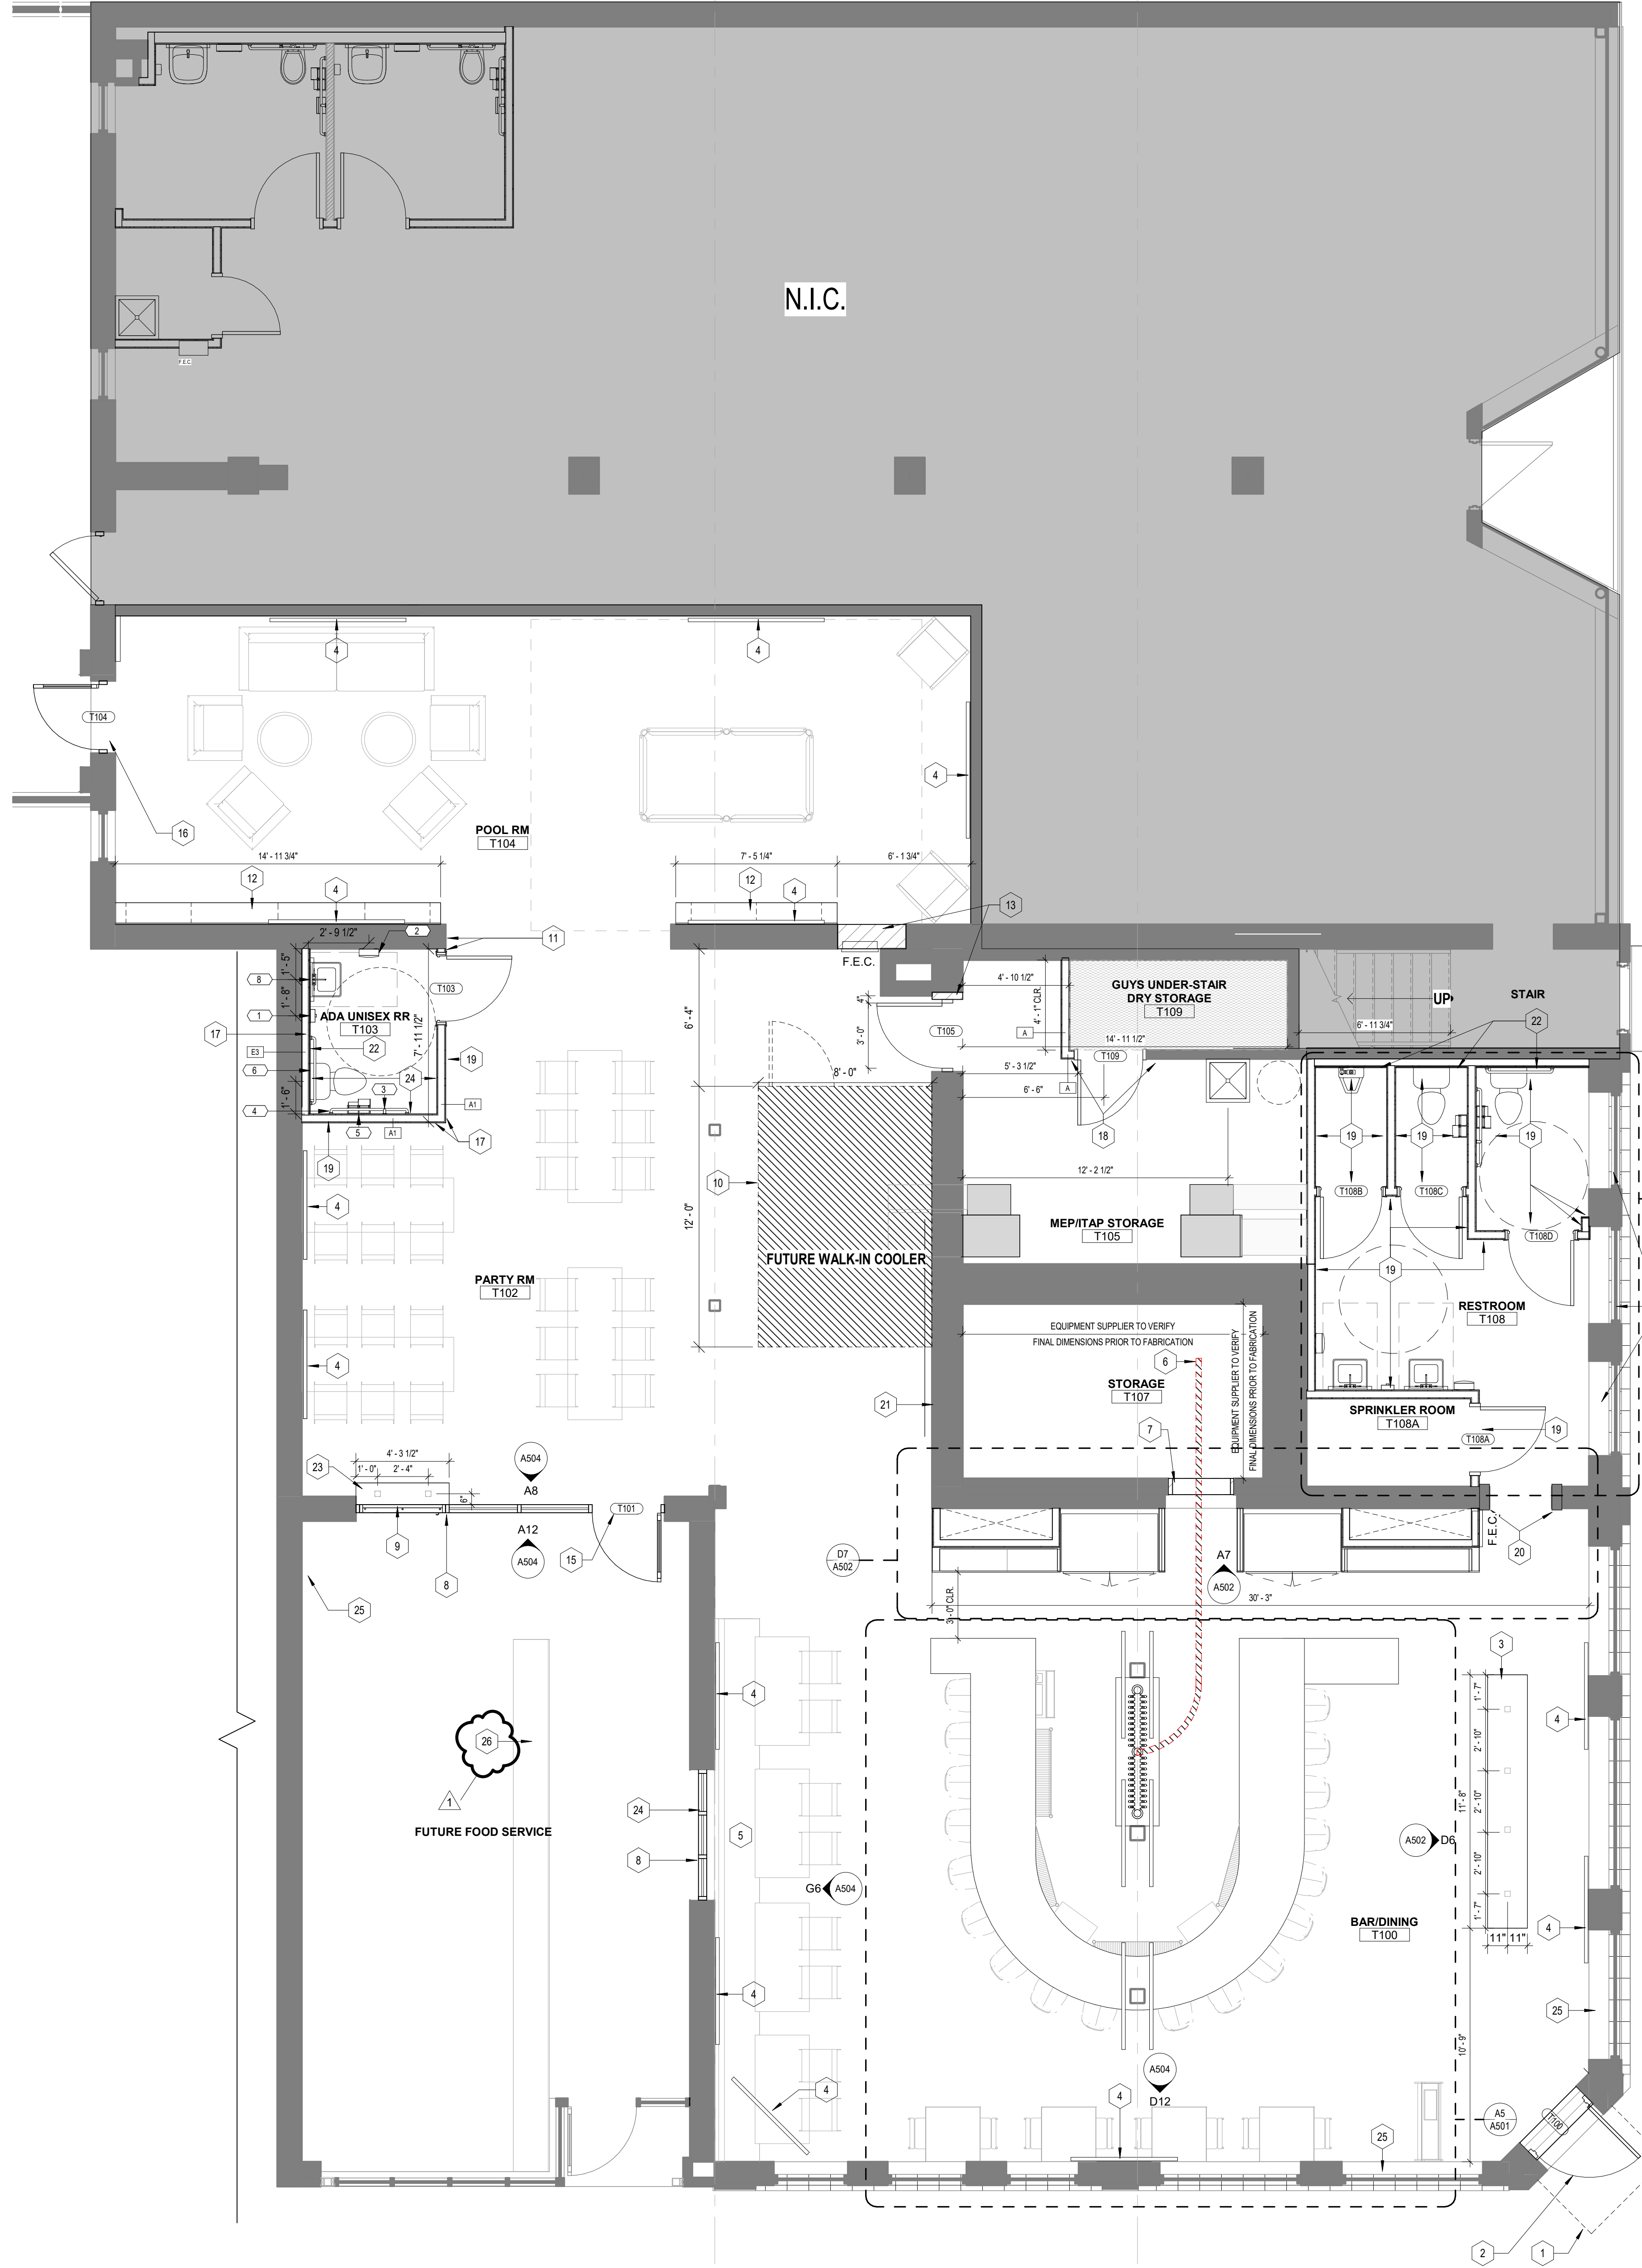 N.I.C.
F.E.C.
4
4
T104
4
16
POOL RM
T104
14' - 11 3/4"
7' - 5 1/4"
6' - 1 3/4"
12
4
12
4
13
2' - 9 1/2"
2
11
F.E.C.
1' - 5"
8
T103
1' - 8"
1
ADA UNISEX RR
T103
17
22
7' - 11 1/2"
E3
19
6
24
1' - 6"
3
4
A1
5
A1
17
19
6' - 4"
4"
3' - 0"
T105
8' - 0"
4' - 10 1/2"
4' - 1" CLR.
GUYS UNDER-STAIR
DRY STORAGE
T109
A
14' - 11 1/2"
T109
5' - 3 1/2"
6' - 6"
A
18
UP
STAIR
6' - 11 3/4"
22
19
19
19
T108B
T108C
T108D
19
10
12' - 0"
12' - 2 1/2"
4
MEP/ITAP STORAGE
T105
FUTURE WALK-IN COOLER
PARTY RM
T102
RESTROOM
T108
4
EQUIPMENT SUPPLIER TO VERIFY
FINAL DIMENSIONS PRIOR TO FABRICATION
EQUIPMENT SUPPLIER TO VERIFY
FINAL DIMENSIONS PRIOR TO FABRICATION
6
STORAGE
T107
21
7
SPRINKLER ROOM
T108A
T108A
19
4' - 3 1/2"
23
1' - 0"
2' - 4"
6"
A504
A8
T101
9
A12
A504
15
8
25
D7
A502
A7
A502
F.E.C.
20
3' - 0" CLR.
30' - 3"
3
4
1' - 7"
4
2' - 10"
26
1
FUTURE FOOD SERVICE
24
5
8
11' - 8"
2' - 10"
A502
D6
2' - 10"
G6
A504
BAR/DINING
T100
1' - 7"
4
11"
11"
4
25
10' - 9"
4
A504
D12
4
A5
A501
T100
25
2
1